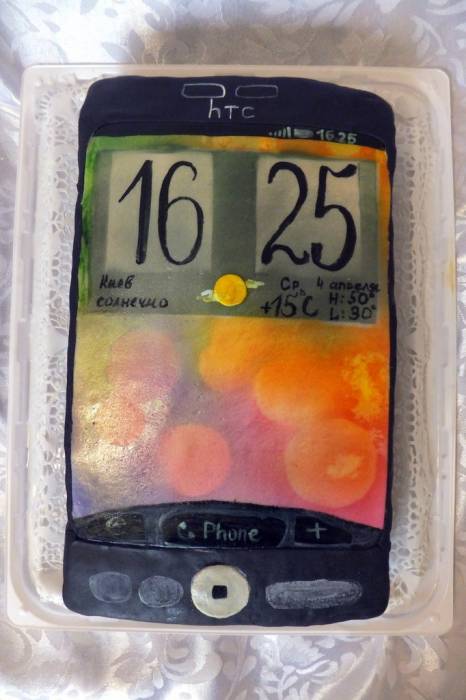 hTC
16:25
16 25
Киев
солнечно
Ср, 4 апреля
+15°C
H: 50°
L: 30°
Phone
+